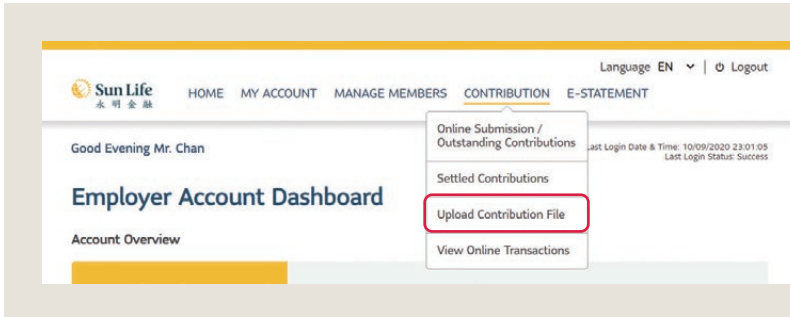 Language EN | Logout
Sun Life
永明金融
HOME MY ACCOUNT MANAGE MEMBERS CONTRIBUTION E-STATEMENT
Good Evening Mr. Chan
Online Submission /
Outstanding Contributions
Last Login Date & Time: 10/09/2020 23:01:05
Last Login Status: Success
Settled Contributions
Employer Account Dashboard
Upload Contribution File
Account Overview
View Online Transactions